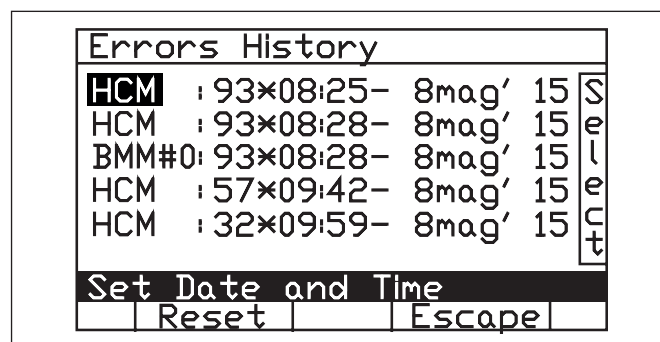 Errors History
HCM :93*08:25- 8mag' 15
HCM :93*08:28- 8mag' 15
BMM#0:93*08:28- 8mag' 15
HCM :57*09:42- 8mag' 15
HCM :32*09:59- 8mag' 15
Select
Set Date and Time
Reset Escape